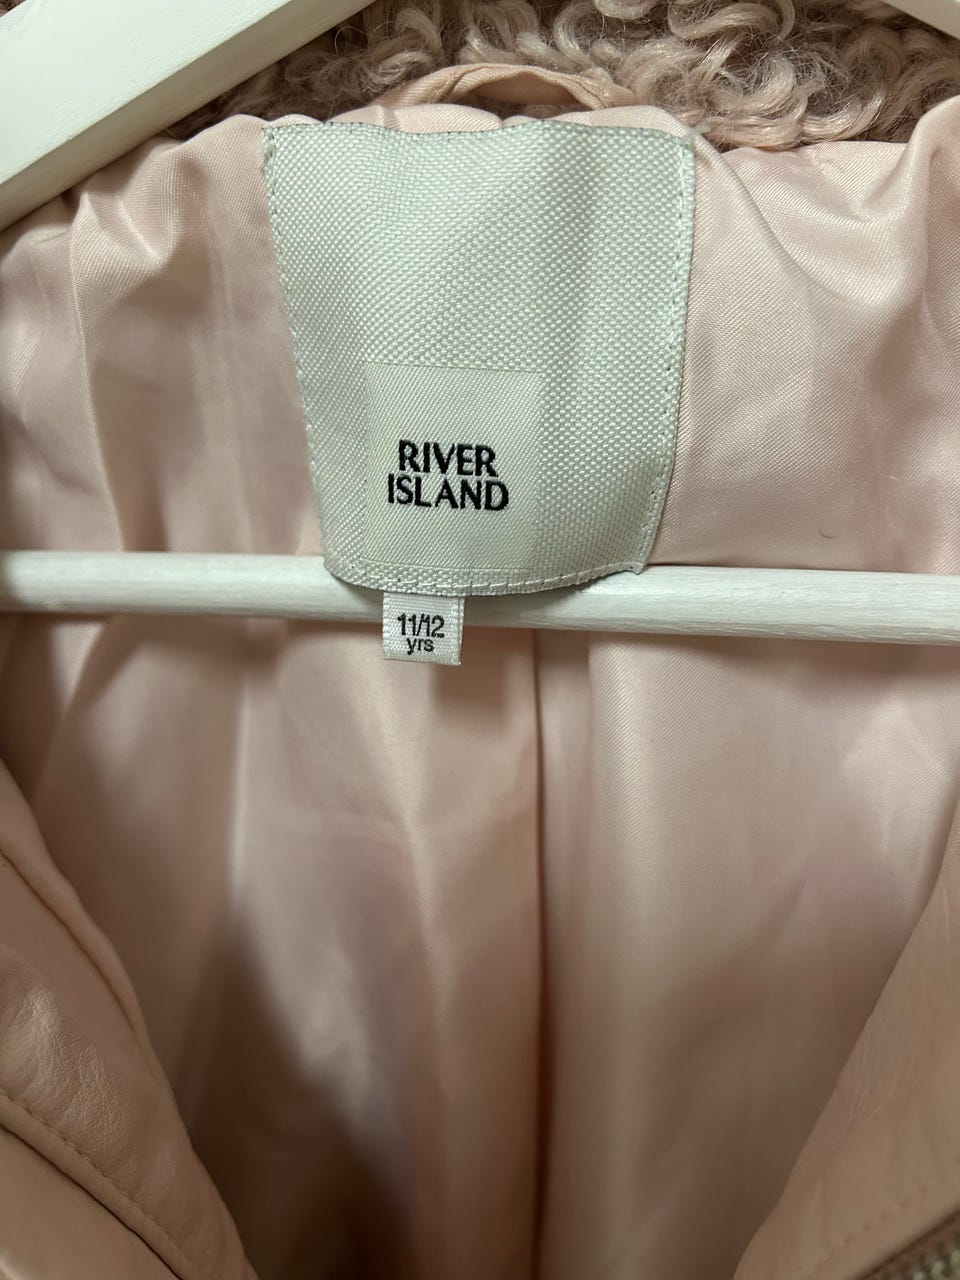 RIVER
ISLAND
11/12
yrs